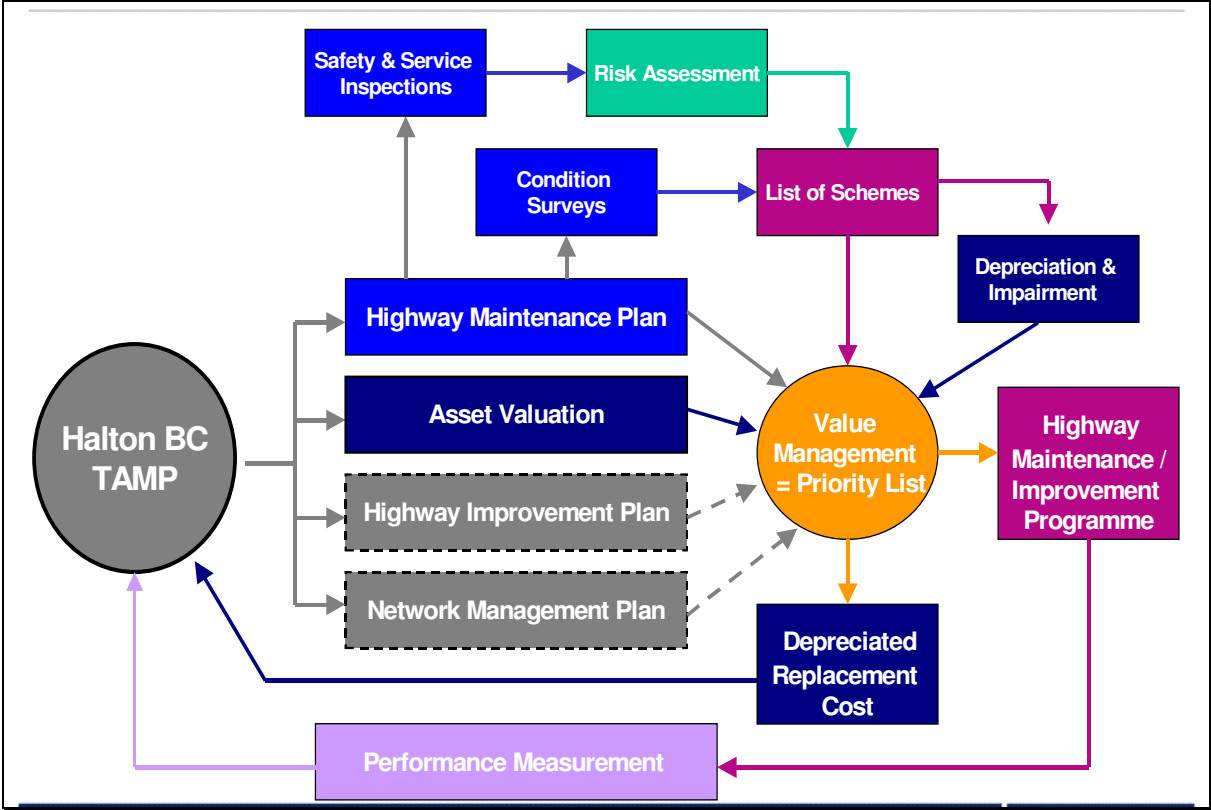 Safety & Service
Inspections
Risk Assessment
Condition
Surveys
List of Schemes
Depreciation &
Impairment
Highway Maintenance Plan
Asset Valuation
Halton BC
TAMP
Value
Management
= Priority List
Highway
Maintenance /
Improvement
Programme
Highway Improvement Plan
Network Management Plan
Depreciated
Replacement
Cost
Performance Measurement